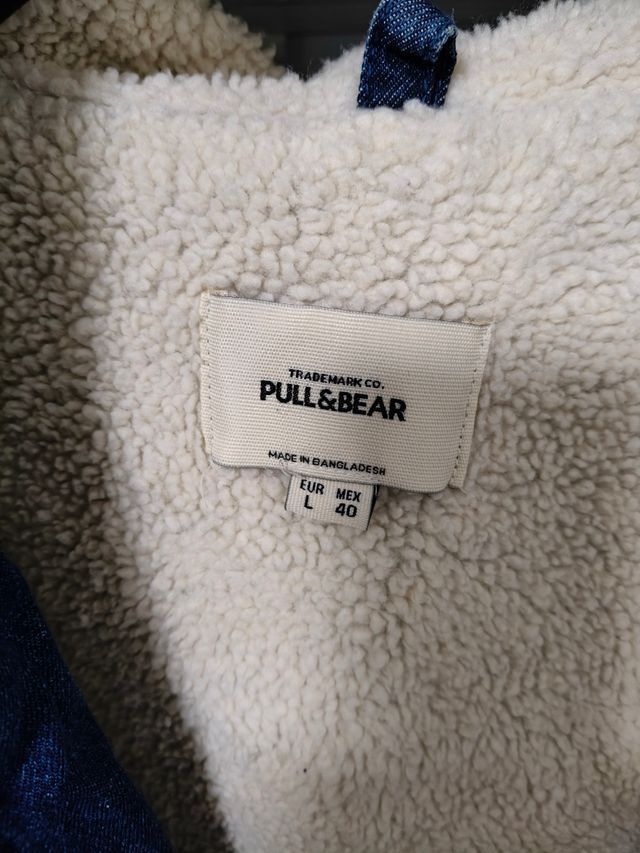 TRADEMARK CO.
PULL&BEAR
MADE IN BANGLADESH
EUR MEX
L 40